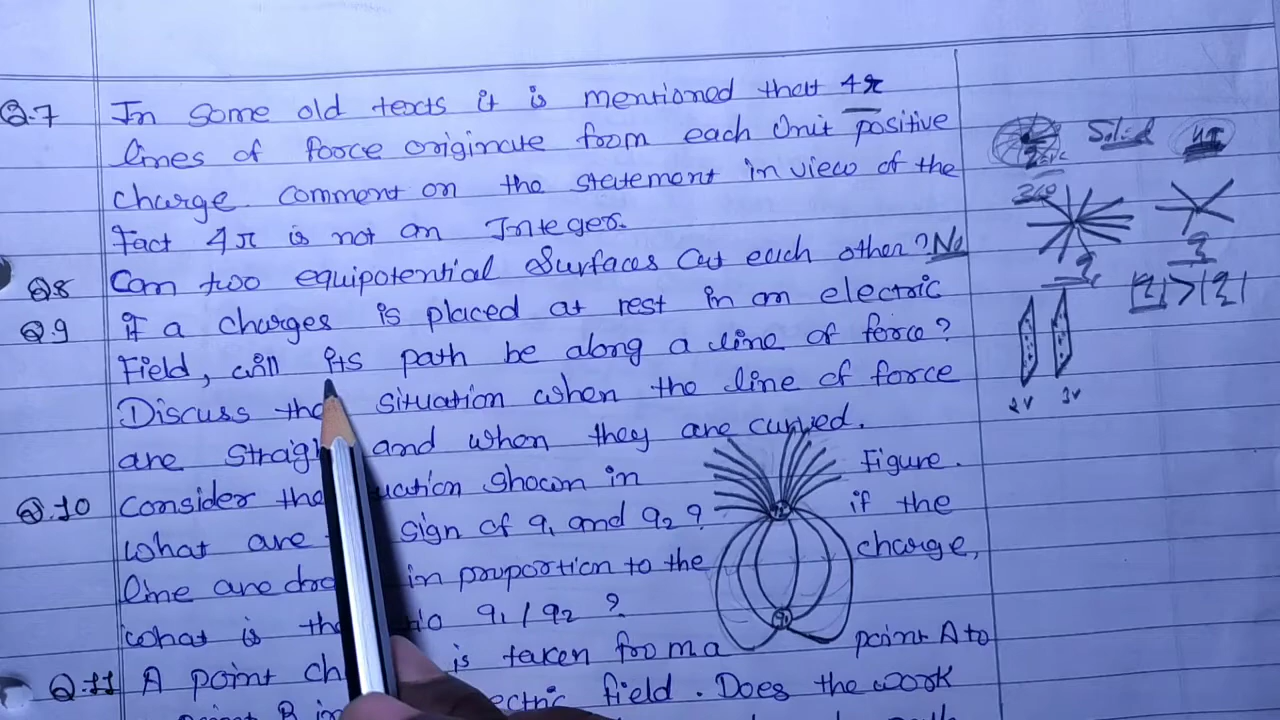 Q.7 In some old texts it is mentioned that 4π
lines of force originate from each Unit positive
charge. comment on the statement in view of the
Fact 4π is not an Integer.
Q8 Can two equipotential Surfaces Cut each other? No
Q.9 if a charges is placed at rest in an electric
Field, will its path be along a line of force?
Discuss the situation when the line of force
are straigh and when they are curved.
Q.10 Consider the uation shown in Figure.
What are sign of q1 and q2? if the
line are dra in proportion to the charge,
what is the io q1/q2 ?
Q.11 A point ch is taken from a point A to
point B in ectric field. Does the work
Solid
2V 3V